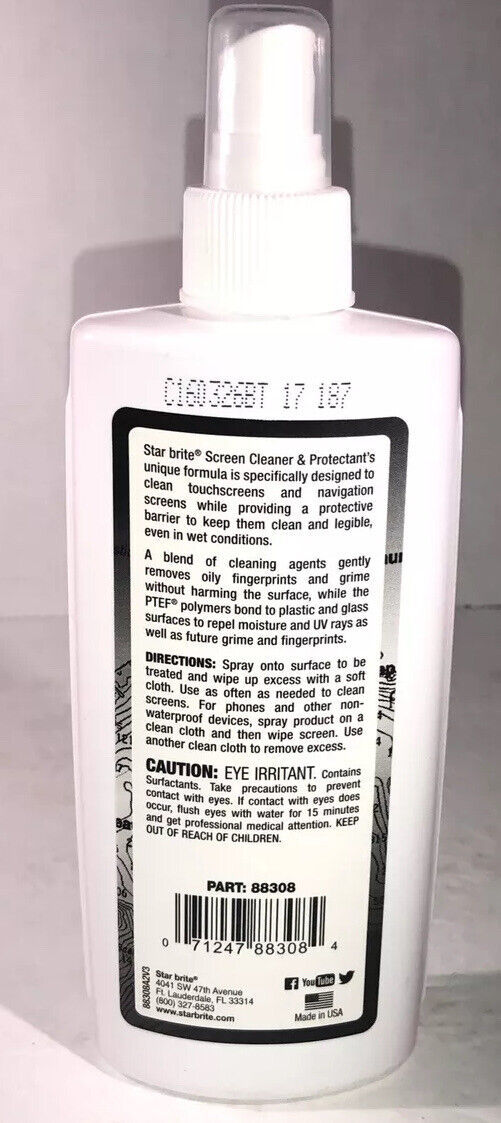 C160326BT 17 187
Star brite® Screen Cleaner & Protectant's
unique formula is specifically designed to
clean touchscreens and navigation
screens while providing a protective
barrier to keep them clean and legible,
even in wet conditions.
A blend of cleaning agents gently
removes oily fingerprints and grime
without harming the surface, while the
PTEF® polymers bond to plastic and glass
surfaces to repel moisture and UV rays as
well as future grime and fingerprints.
DIRECTIONS: Spray onto surface to be
treated and wipe up excess with a soft
cloth. Use as often as needed to clean
screens. For phones and other non-
waterproof devices, spray product on a
clean cloth and then wipe screen. Use
another clean cloth to remove excess.
CAUTION: EYE IRRITANT. Contains
Surfactants. Take precautions to prevent
contact with eyes. If contact with eyes does
occur, flush eyes with water for 15 minutes
and get professional medical attention. KEEP
OUT OF REACH OF CHILDREN.
PART: 88308
0 71247 88308 4
88308A2V3
Star brite®
4041 SW 47th Avenue
Ft. Lauderdale, FL 33314
(800) 327-8583
www.starbrite.com
f YouTube
Made in USA